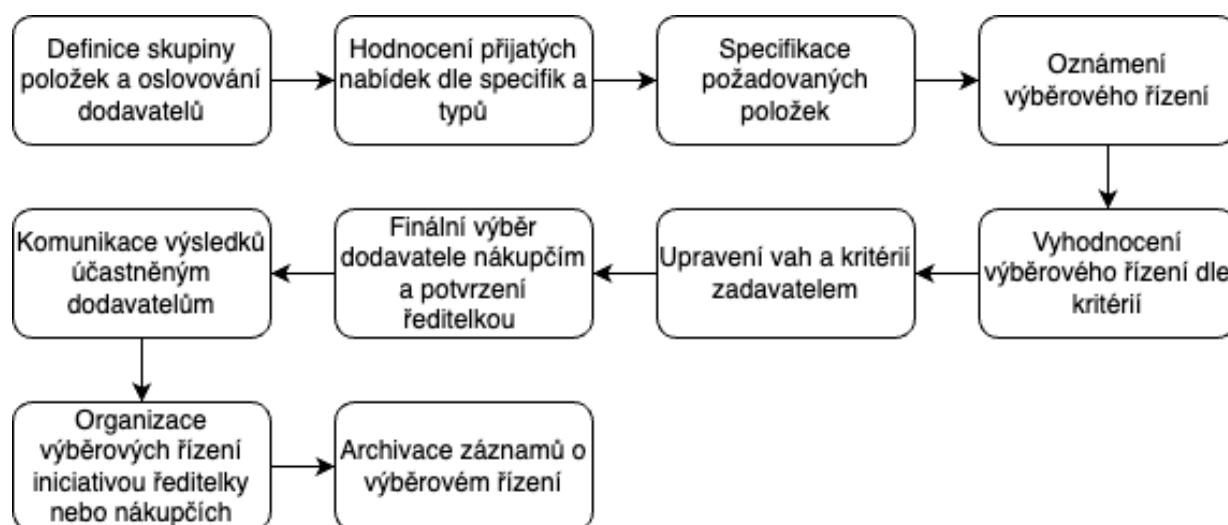 Definice skupiny
položek a oslovování
dodavatelů
Hodnocení přijatých
nabídek dle specifik a
typů
Specifikace
požadovaných
položek
Oznámení
výběrového řízení
Vyhodnocení
výběrového řízení dle
kritérií
Upravení vah a kritérií
zadavatelem
Finální výběr
dodavatele nákupčím
a potvrzení
ředitelkou
Komunikace výsledků
účastněným
dodavatelům
Organizace
výběrových řízení
iniciativou ředitelky
nebo nákupčích
Archivace záznamů o
výběrovém řízení